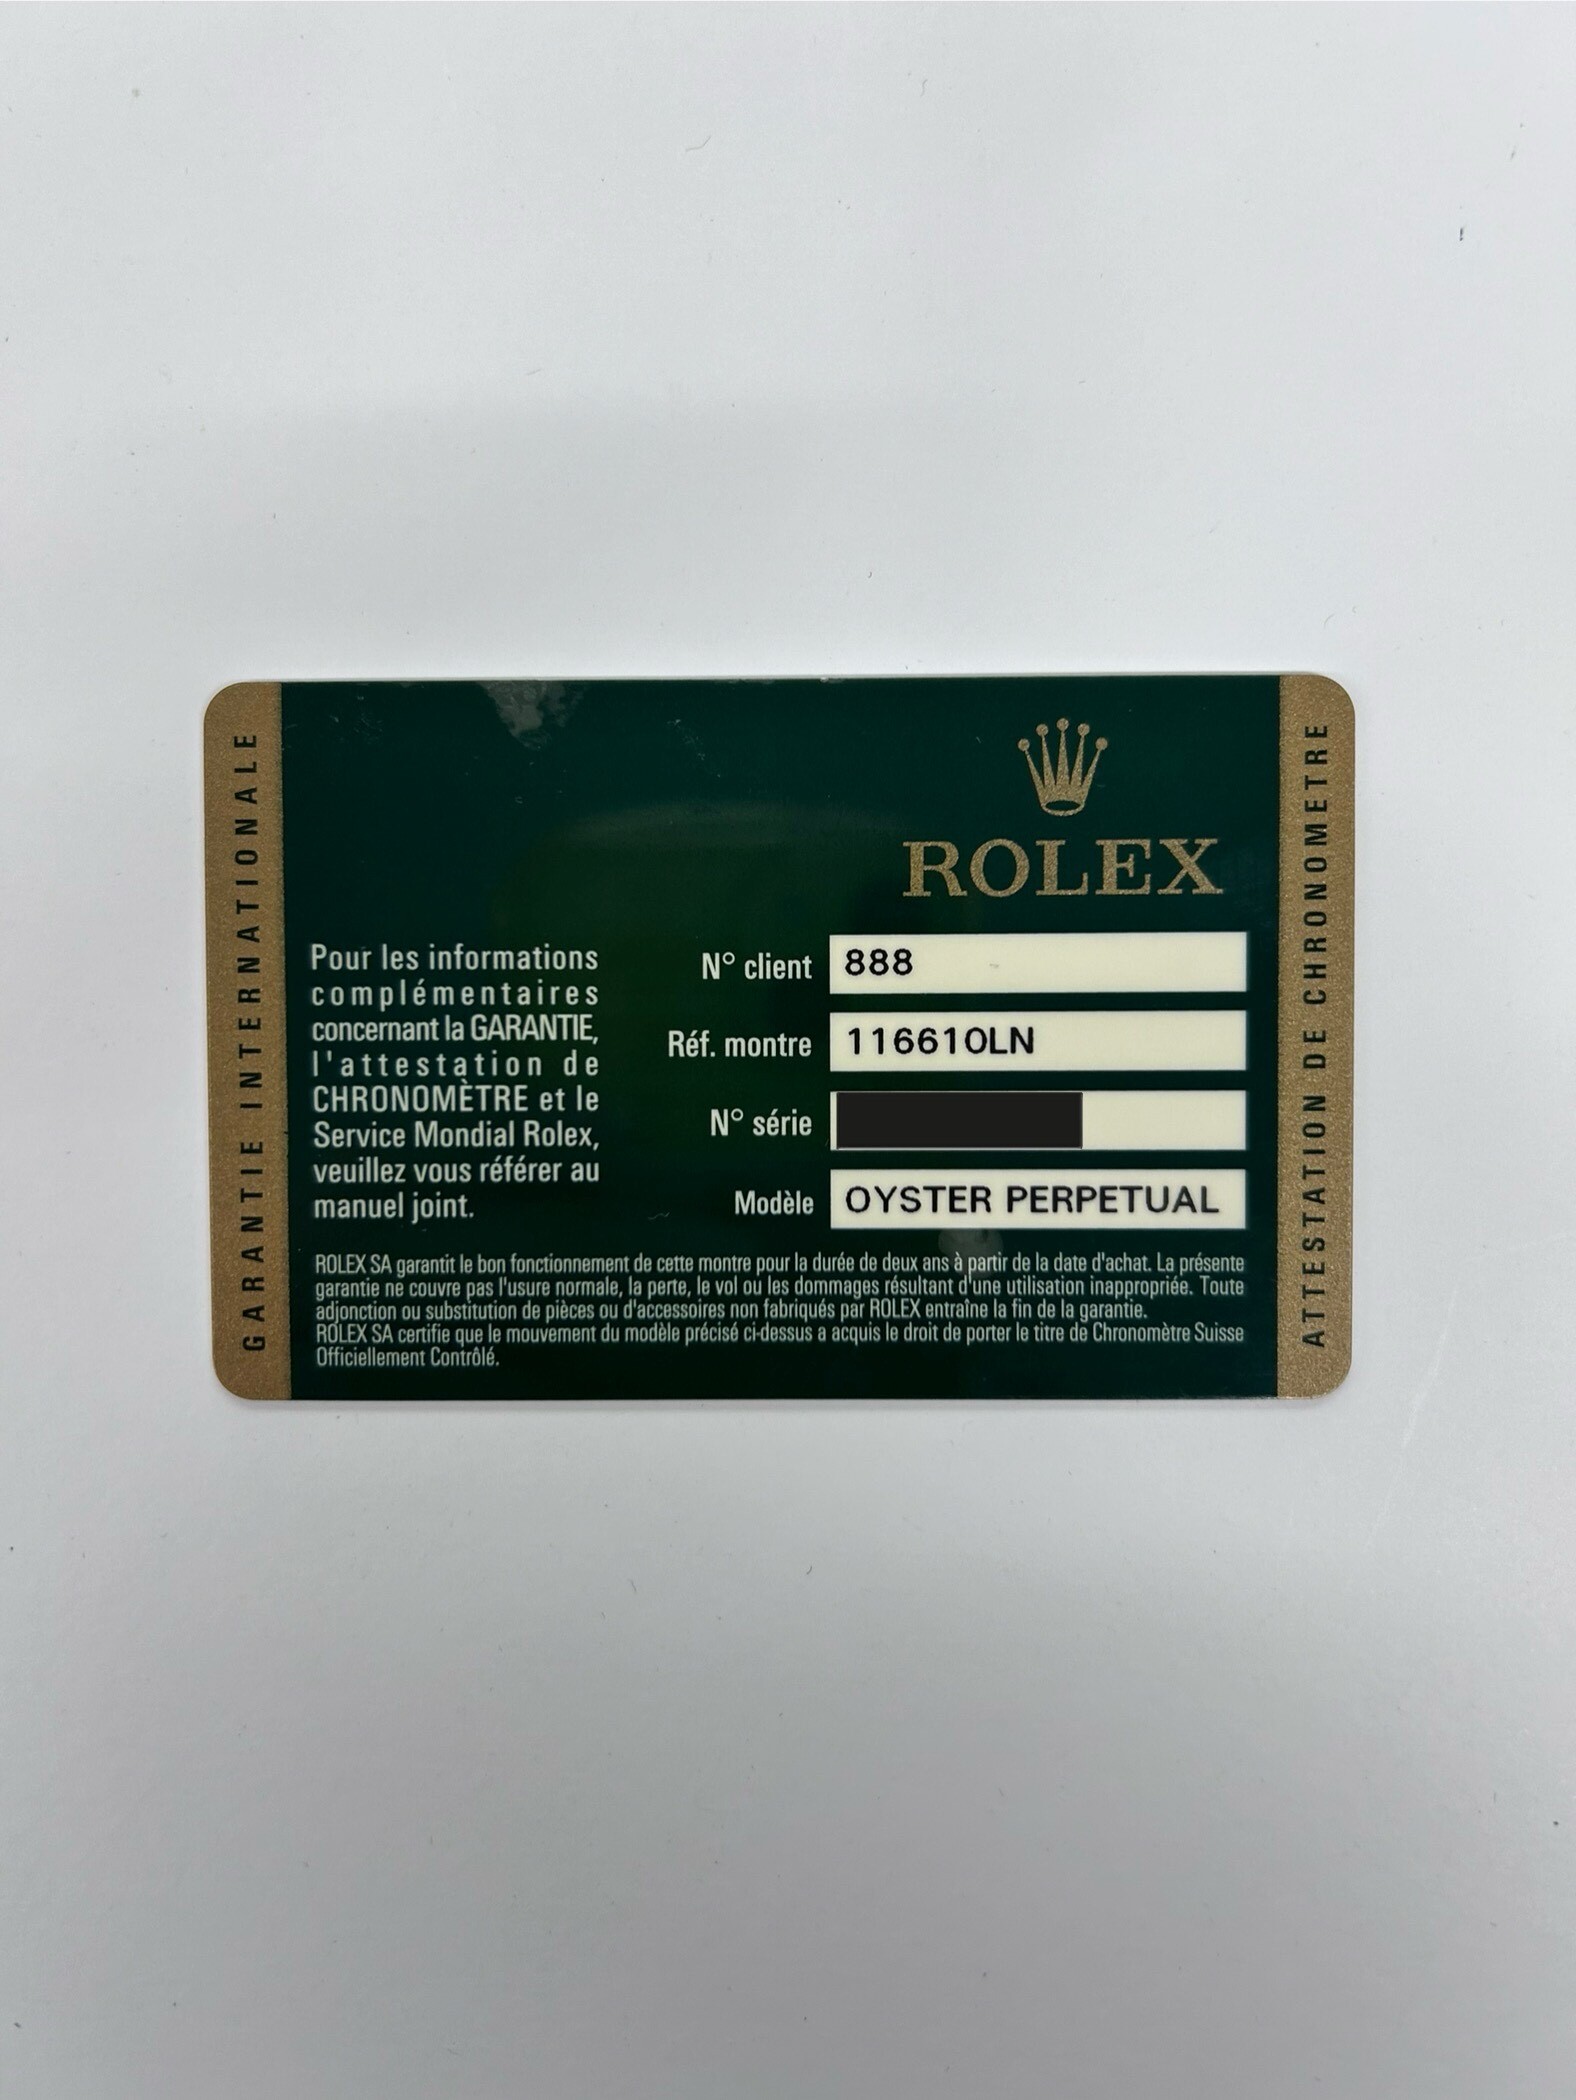 GARANTIE INTERNATIONALE
ROLEX
Pour les informations
complémentaires
concernant la GARANTIE,
l'attestation de
CHRONOMÈTRE et le
Service Mondial Rolex,
veuillez vous référer au
manuel joint.
N° client 888
Réf. montre 116610LN
N° série
Modèle OYSTER PERPETUAL
ROLEX SA garantit le bon fonctionnement de cette montre pour la durée de deux ans à partir de la date d'achat. La présente
garantie ne couvre pas l'usure normale, la perte, le vol ou les dommages résultant d'une utilisation inappropriée. Toute
adjonction ou substitution de pièces ou d'accessoires non fabriqués par ROLEX entraîne la fin de la garantie.
ROLEX SA certifie que le mouvement du modèle précisé ci-dessus a acquis le droit de porter le titre de Chronomètre Suisse
Officiellement Contrôlé.
ATTESTATION DE CHRONOMETRE